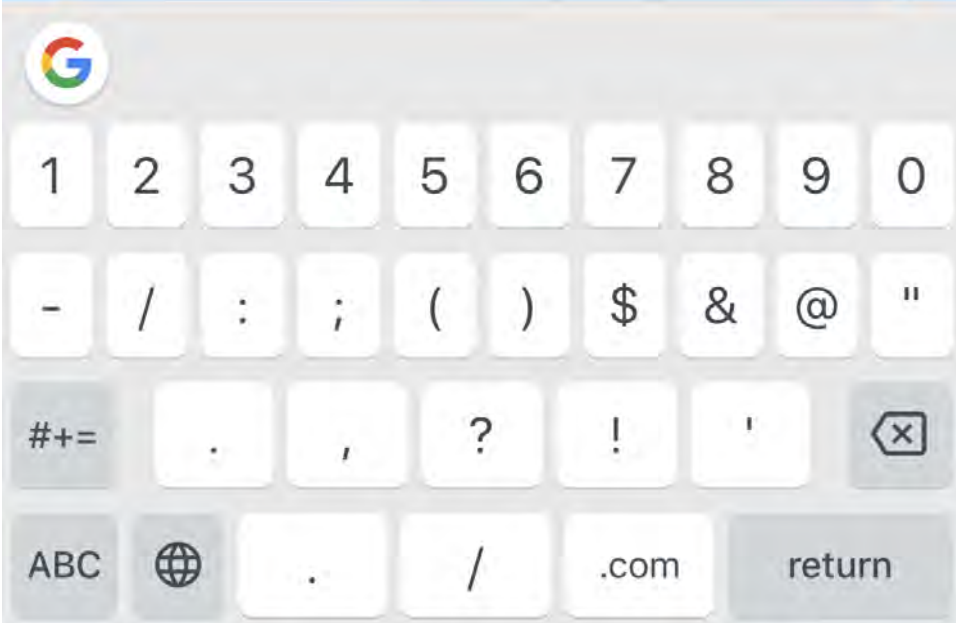 G
1 2 3 4 5 6 7 8 9 0
- / : ; ( ) $ & @ "
#+= . , ? ! '
ABC . / .com return